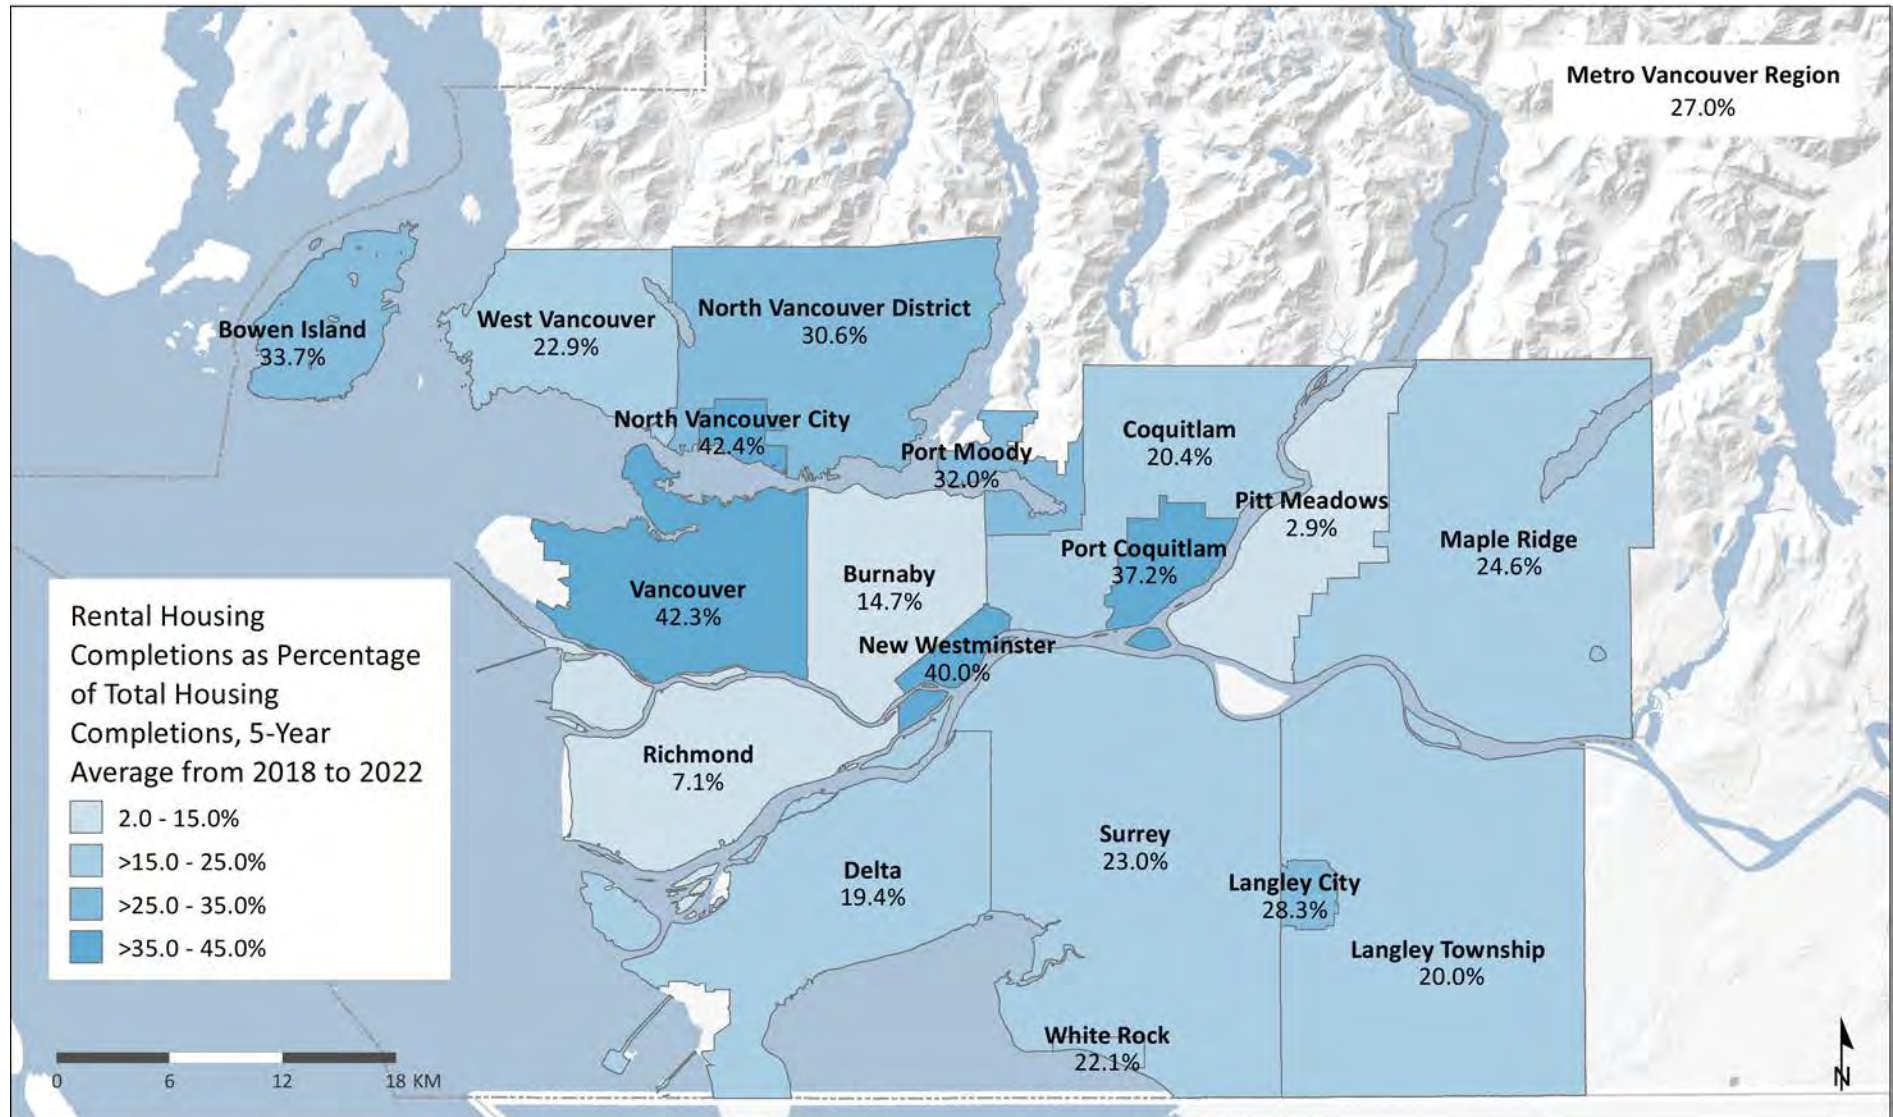 Metro Vancouver Region
27.0%
Bowen Island
33.7%
West Vancouver
22.9%
North Vancouver District
30.6%
North Vancouver City
42.4%
Port Moody
32.0%
Coquitlam
20.4%
Pitt Meadows
2.9%
Maple Ridge
24.6%
Port Coquitlam
37.2%
Vancouver
42.3%
Burnaby
14.7%
New Westminster
40.0%
Richmond
7.1%
Delta
19.4%
Surrey
23.0%
Langley City
28.3%
Langley Township
20.0%
White Rock
22.1%
Rental Housing
Completions as Percentage
of Total Housing
Completions, 5-Year
Average from 2018 to 2022
2.0 - 15.0%
>15.0 - 25.0%
>25.0 - 35.0%
>35.0 - 45.0%
0 6 12 18 KM
N